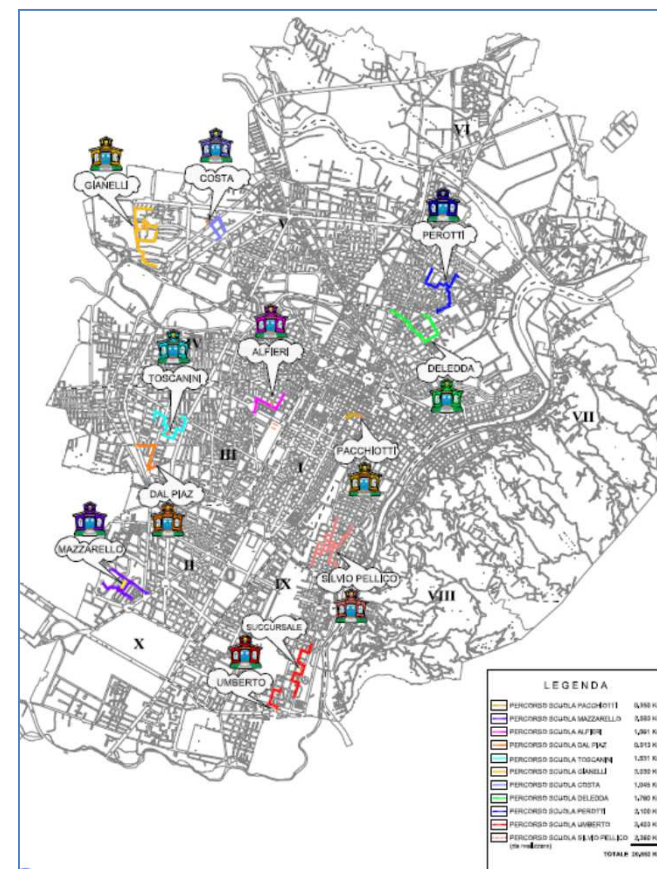 VI
GIANELLI
COSTA
V
PEROTTI
IV
TOSCANINI
ALFIERI
DELEDDA
VII
III
I
PACCHIOTTI
DAL PIAZ
MAZZARELLO
II
IX
SILVIO PELLICO
VIII
SUCCURSALE
X
UMBERTO
LEGENDA
PERCORSO SCUOLA PACCHIOTTI
PERCORSO SCUOLA MAZZARELLO
PERCORSO SCUOLA ALFIERI
PERCORSO SCUOLA DAL PIAZ
PERCORSO SCUOLA TOSCANINI
PERCORSO SCUOLA GIANELLI
PERCORSO SCUOLA COSTA
PERCORSO SCUOLA DELEDDA
PERCORSO SCUOLA PEROTTI
PERCORSO SCUOLA UMBERTO
PERCORSO SCUOLA SILVIO PELLICO
(da realizzare)
TOTALE